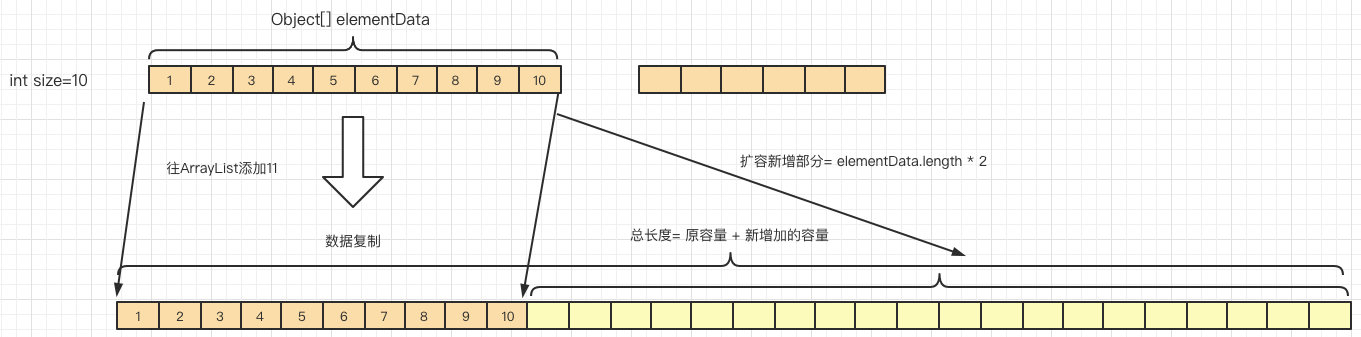 Object[] elementData
int size=10
1 2 3 4 5 6 7 8 9 10
往ArrayList添加11
扩容新增部分= elementData.length * 2
数据复制
总长度= 原容量 + 新增加的容量
1 2 3 4 5 6 7 8 9 10